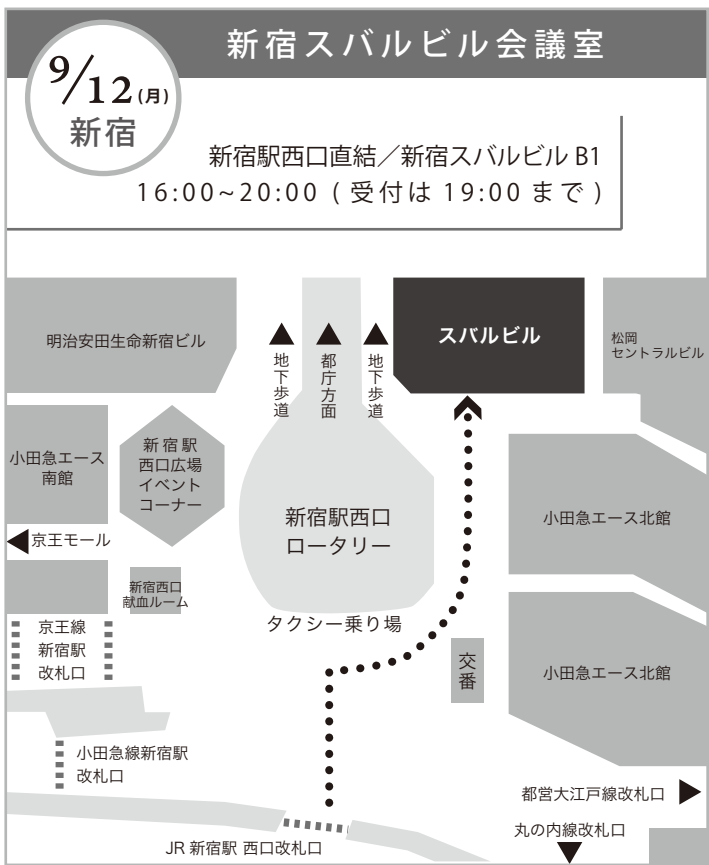 新宿スバルビル会議室
9/12(月)
新宿
新宿駅西口直結／新宿スバルビル B1
16:00~20:00 ( 受付は 19:00 まで )
明治安田生命新宿ビル
地下歩道
都庁方面
地下歩道
スバルビル
松岡
セントラルビル
小田急エース
南館
新宿駅
西口広場
イベント
コーナー
新宿駅西口
ロータリー
小田急エース北館
京王モール
新宿西口
献血ルーム
タクシー乗り場
京王線
新宿駅
改札口
交番
小田急エース北館
小田急線新宿駅
改札口
都営大江戸線改札口
丸の内線改札口
JR 新宿駅 西口改札口